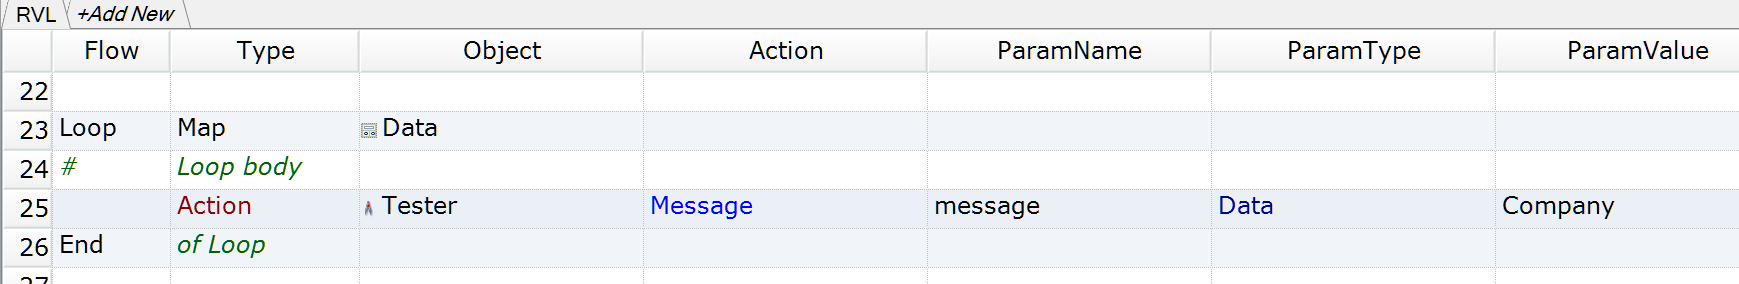 RVL +Add New
Flow Type Object Action ParamName ParamType ParamValue
22
23 Loop Map Data
24 # Loop body
25 Action Tester Message message Data Company
26 End of Loop
27